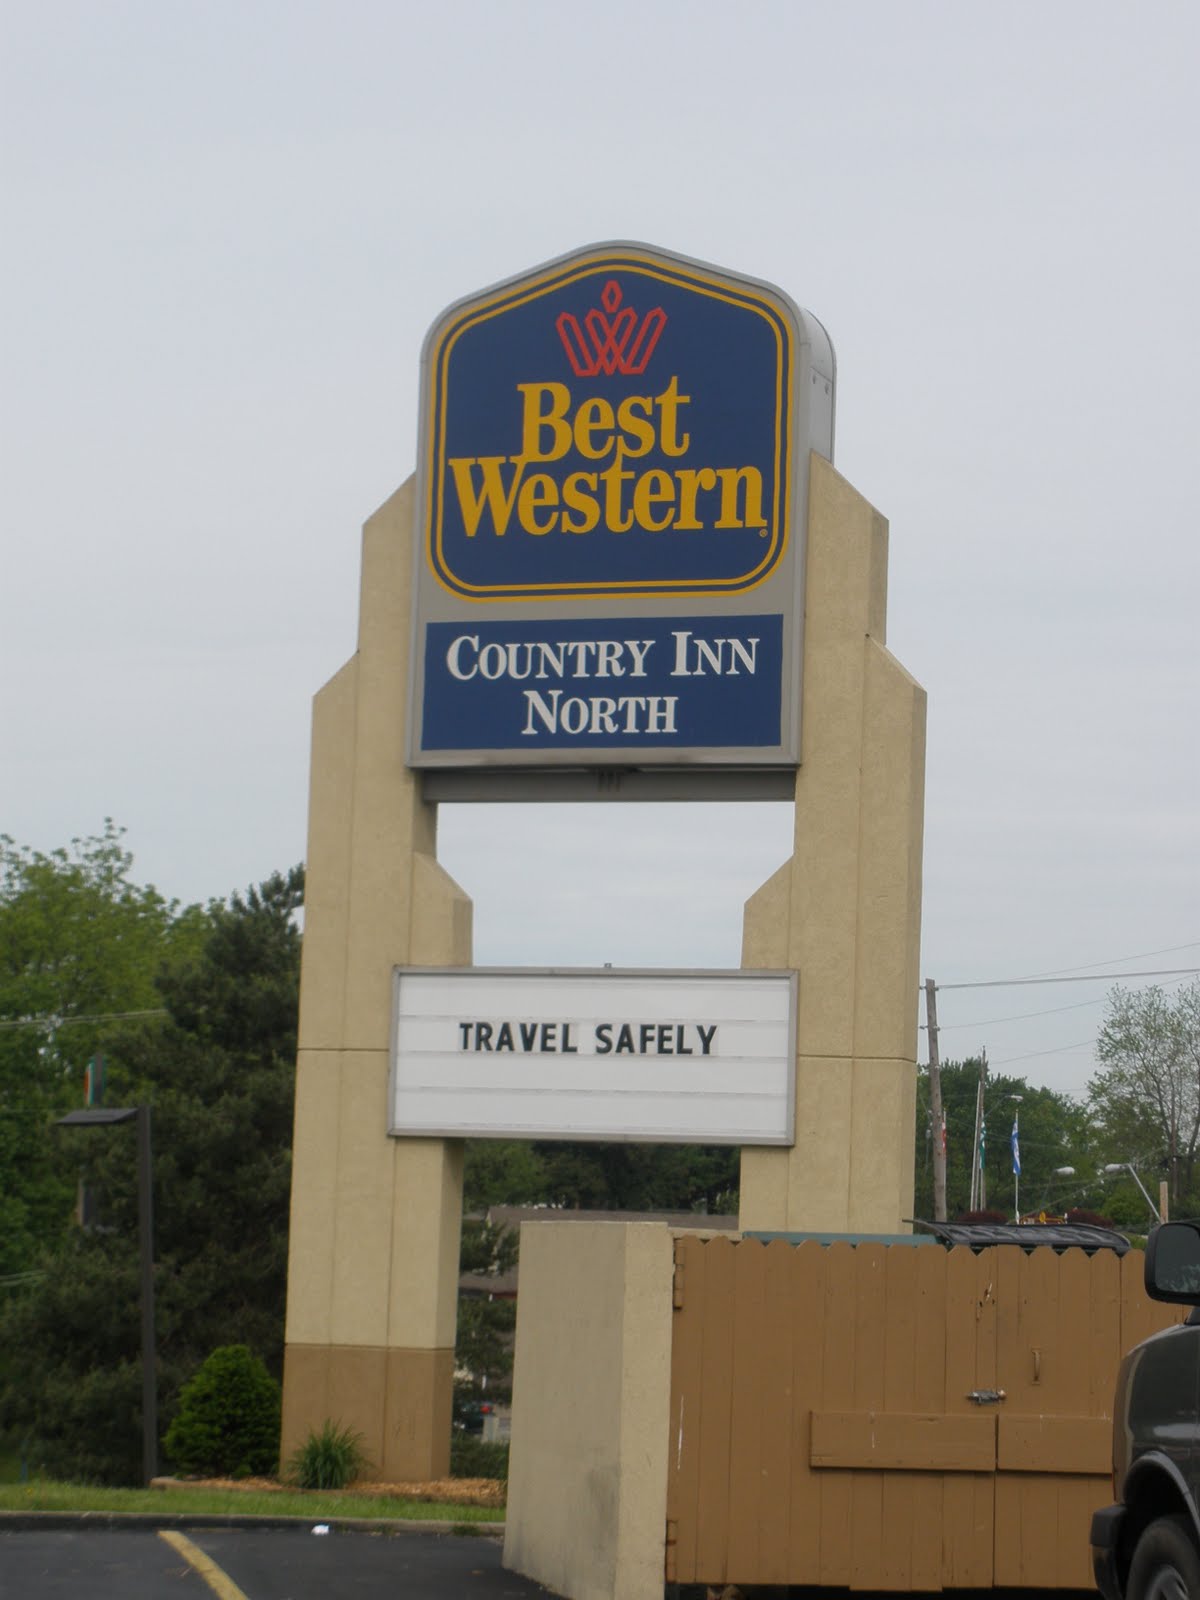 Best
Western
COUNTRY INN
NORTH
TRAVEL SAFELY